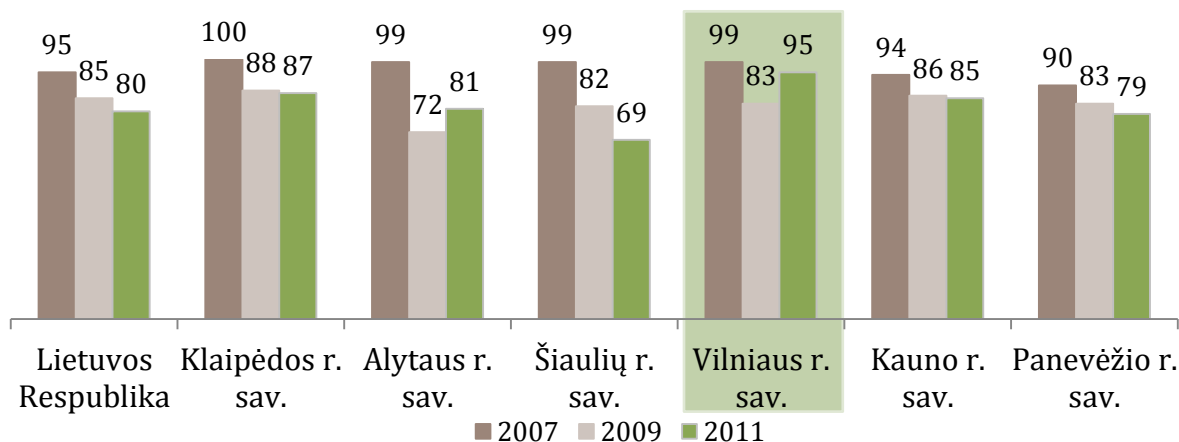 95 85 80
100 88 87
99 72 81
99 82 69
99 83 95
94 86 85
90 83 79
Lietuvos Respublika
Klaipėdos r. sav.
Alytaus r. sav.
Šiaulių r. sav.
Vilniaus r. sav.
Kauno r. sav.
Panevėžio r. sav.
2007 2009 2011